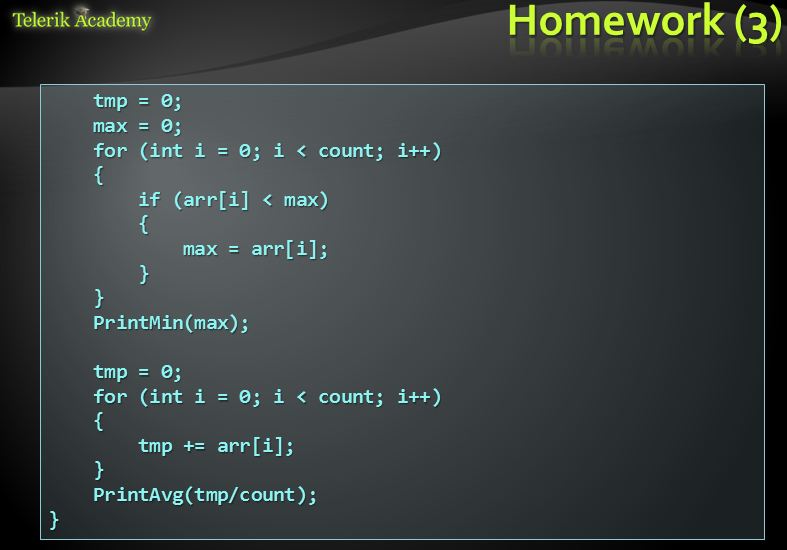 Telerik Academy
Homework (3)
    tmp = 0;
    max = 0;
    for (int i = 0; i < count; i++)
    {
        if (arr[i] < max)
        {
            max = arr[i];
        }
    }
    PrintMin(max);

    tmp = 0;
    for (int i = 0; i < count; i++)
    {
        tmp += arr[i];
    }
    PrintAvg(tmp/count);
}